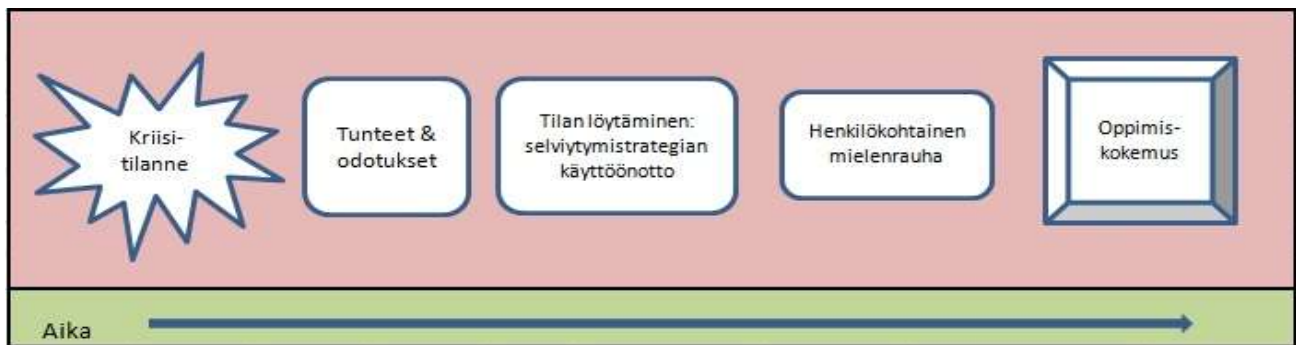 Kriisi-
tilanne
Tunteet &
odotukset
Tilan löytäminen:
selviytymistrategian
käyttöönotto
Henkilökohtainen
mielenrauha
Oppimis-
kokemus
Aika